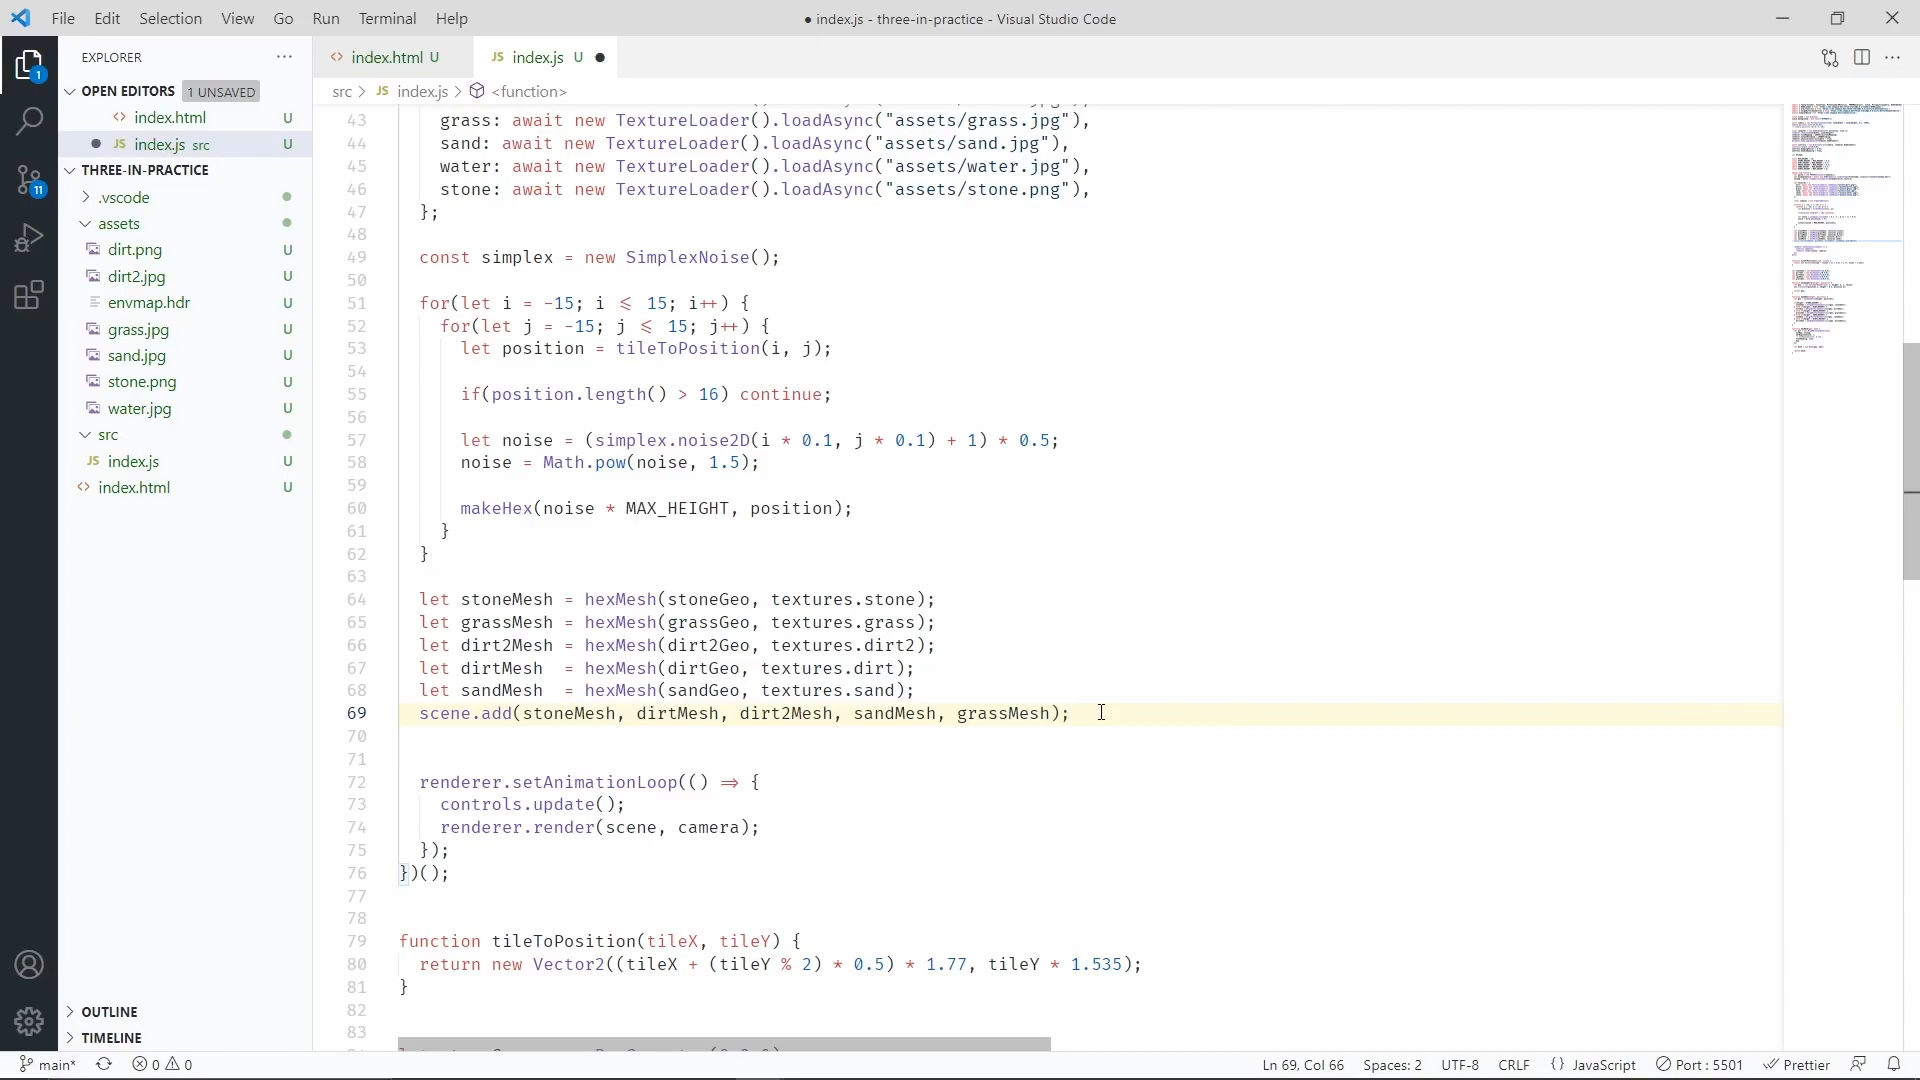 File Edit Selection View Go Run Terminal Help
● index.js - three-in-practice - Visual Studio Code
EXPLORER
OPEN EDITORS 1 UNSAVED
index.html U
JS index.js src U
THREE-IN-PRACTICE
.vscode
assets
dirt.png U
dirt2.jpg U
envmap.hdr U
grass.jpg U
sand.jpg U
stone.png U
water.jpg U
src
JS index.js U
index.html U
OUTLINE
TIMELINE
1
11
index.html U
JS index.js U ●
src > JS index.js > <function>
43 grass: await new TextureLoader().loadAsync("assets/grass.jpg"),
44 sand: await new TextureLoader().loadAsync("assets/sand.jpg"),
45 water: await new TextureLoader().loadAsync("assets/water.jpg"),
46 stone: await new TextureLoader().loadAsync("assets/stone.png"),
47 };
48
49 const simplex = new SimplexNoise();
50
51 for(let i = -15; i ≤ 15; i++) {
52 for(let j = -15; j ≤ 15; j++) {
53 let position = tileToPosition(i, j);
54
55 if(position.length() > 16) continue;
56
57 let noise = (simplex.noise2D(i * 0.1, j * 0.1) + 1) * 0.5;
58 noise = Math.pow(noise, 1.5);
59
60 makeHex(noise * MAX_HEIGHT, position);
61 }
62 }
63
64 let stoneMesh = hexMesh(stoneGeo, textures.stone);
65 let grassMesh = hexMesh(grassGeo, textures.grass);
66 let dirt2Mesh = hexMesh(dirt2Geo, textures.dirt2);
67 let dirtMesh = hexMesh(dirtGeo, textures.dirt);
68 let sandMesh = hexMesh(sandGeo, textures.sand);
69 scene.add(stoneMesh, dirtMesh, dirt2Mesh, sandMesh, grassMesh);
70
71
72 renderer.setAnimationLoop(() ⇒ {
73 controls.update();
74 renderer.render(scene, camera);
75 });
76 })();
77
78
79 function tileToPosition(tileX, tileY) {
80 return new Vector2((tileX + (tileY % 2) * 0.5) * 1.77, tileY * 1.535);
81 }
82
83
main* 0 0
Ln 69, Col 66 Spaces: 2 UTF-8 CRLF {} JavaScript Port : 5501 Prettier